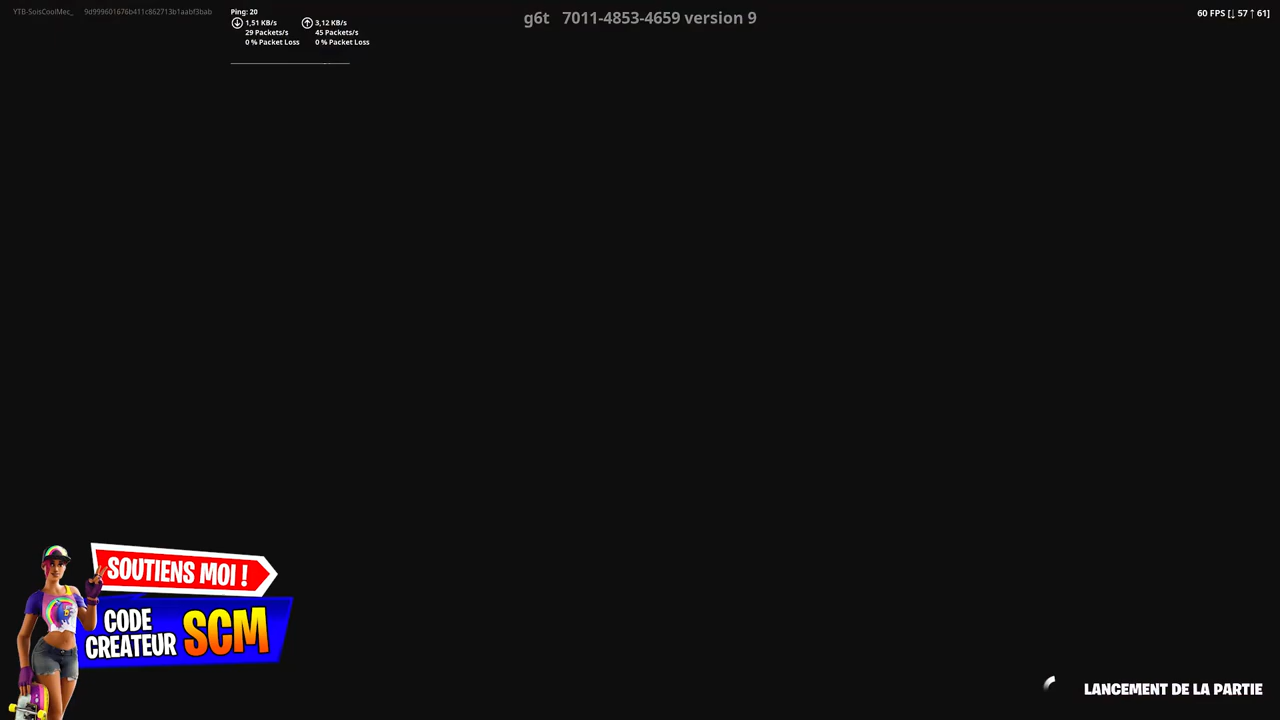 YTB-SoisCoolMec_ 9d999601676b411c862713b1aabf3bab
Ping: 20
1,51 KB/s 3,12 KB/s
29 Packets/s 45 Packets/s
0 % Packet Loss 0 % Packet Loss
g6t 7011-4853-4659 version 9
60 FPS [↓ 57 ↑ 61]
SOUTIENS MOI !
CODE
CREATEUR SCM
LANCEMENT DE LA PARTIE